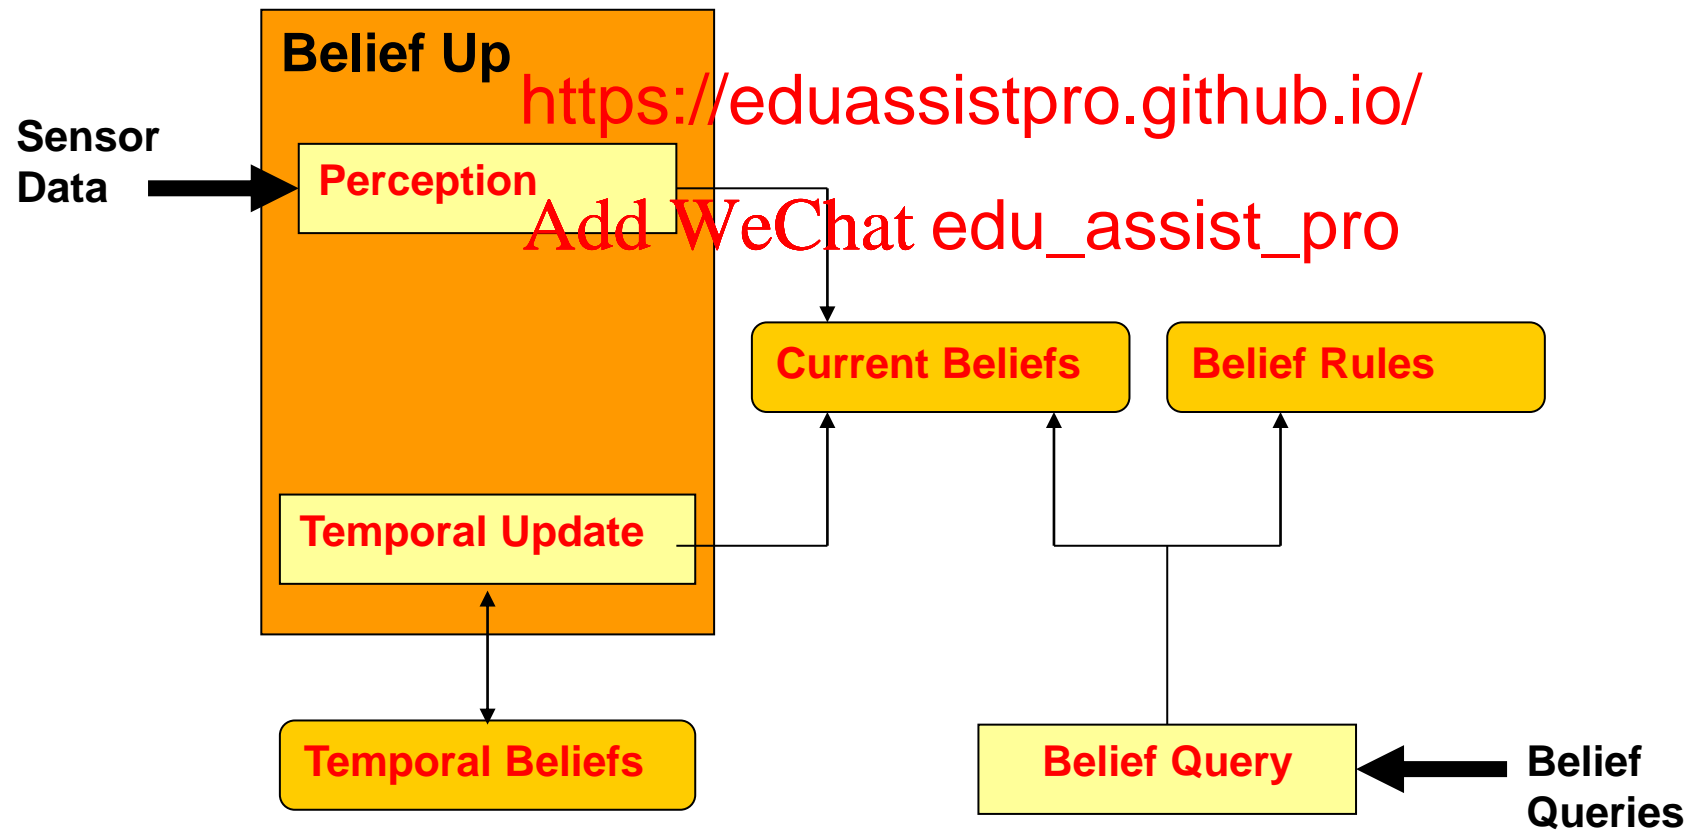 Belief Up
https://eduassistpro.github.io/
Sensor
Data
Perception
Add WeChat edu_assist_pro
Current Beliefs
Belief Rules
Temporal Update
Temporal Beliefs
Belief Query
Belief
Queries